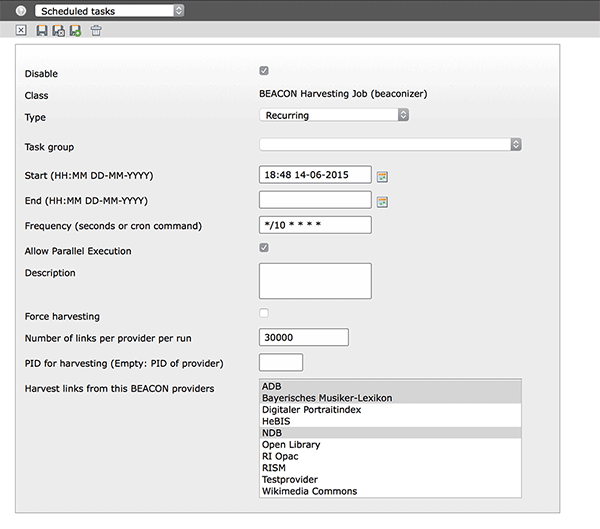 Scheduled tasks
Disable
Class BEACON Harvesting Job (beaconizer)
Type Recurring
Task group
Start (HH:MM DD-MM-YYYY) 18:48 14-06-2015
End (HH:MM DD-MM-YYYY)
Frequency (seconds or cron command) */10 * * * *
Allow Parallel Execution
Description
Force harvesting
Number of links per provider per run 30000
PID for harvesting (Empty: PID of provider)
Harvest links from this BEACON providers
ADB
Bayerisches Musiker-Lexikon
Digitaler Portraitindex
HeBIS
NDB
Open Library
RI Opac
RISM
Testprovider
Wikimedia Commons